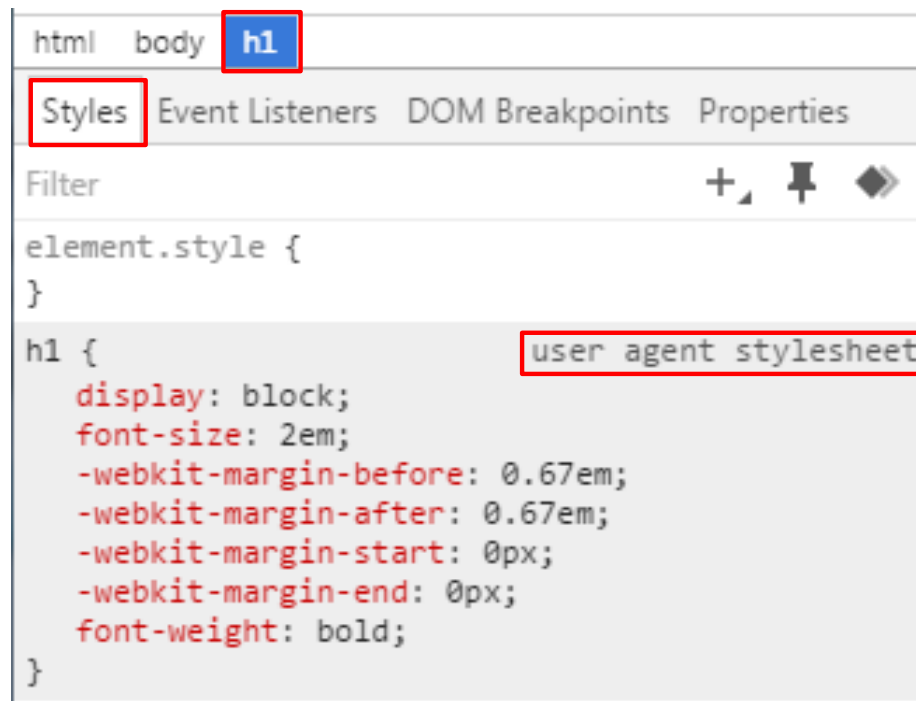 html body h1
Styles Event Listeners DOM Breakpoints Properties
Filter
element.style {
}
h1 { user agent stylesheet
display: block;
font-size: 2em;
-webkit-margin-before: 0.67em;
-webkit-margin-after: 0.67em;
-webkit-margin-start: 0px;
-webkit-margin-end: 0px;
font-weight: bold;
}